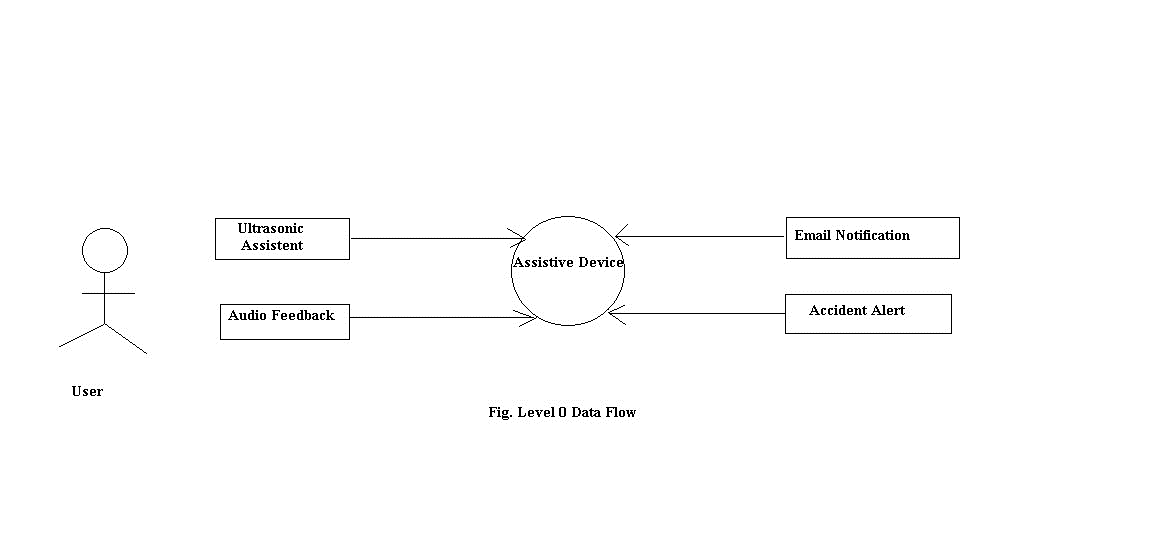 Ultrasonic
Assistent
Audio Feedback
Assistive Device
Email Notification
Accident Alert
User
Fig. Level 0 Data Flow